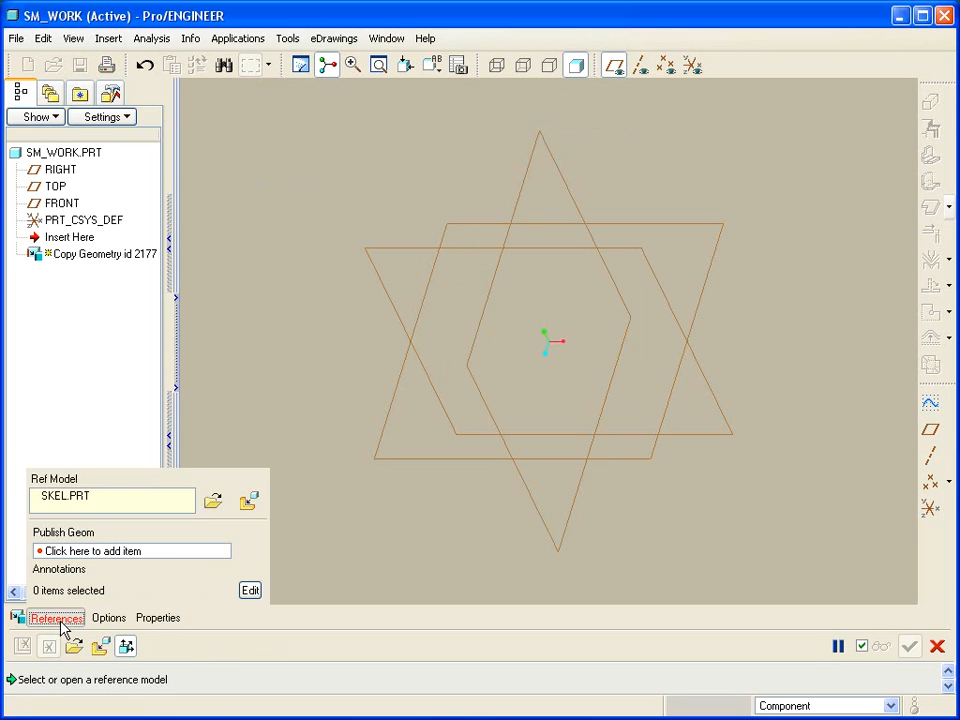 SM_WORK (Active) - Pro/ENGINEER
File Edit View Insert Analysis Info Applications Tools eDrawings Window Help
Show Settings
SM_WORK.PRT
RIGHT
TOP
FRONT
PRT_CSYS_DEF
Insert Here
Copy Geometry id 2177
Ref Model
SKEL.PRT
Publish Geom
Click here to add item
Annotations
0 items selected Edit
References Options Properties
Select or open a reference model
Component